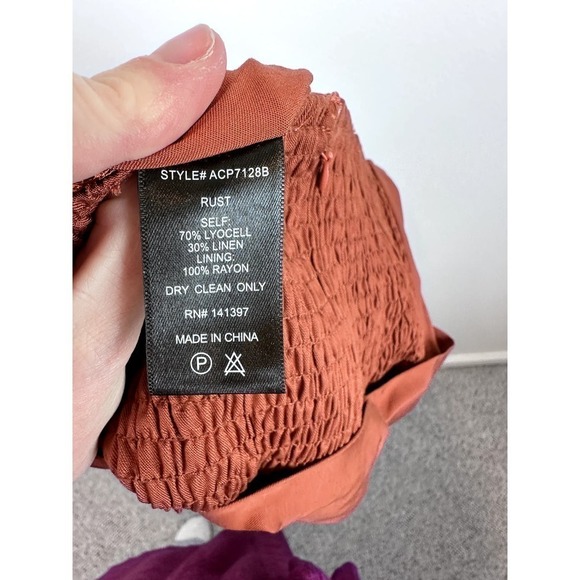 STYLE# ACP7128B
RUST
SELF:
70% LYOCELL
30% LINEN
LINING:
100% RAYON
DRY CLEAN ONLY
RN# 141397
MADE IN CHINA
P